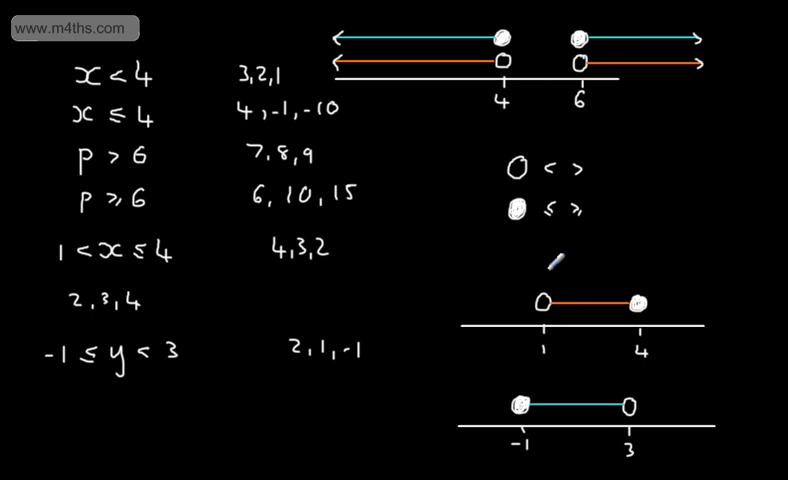 www.m4ths.com
x < 4 3, 2, 1
x ≤ 4 4, -1, -10
p > 6 7, 8, 9
p ≥ 6 6, 10, 15
1 < x ≤ 4 4, 3, 2
2, 3, 4
-1 ≤ y < 3 2, 1, -1
4 6
< >
≤ ≥
1 4
-1 3